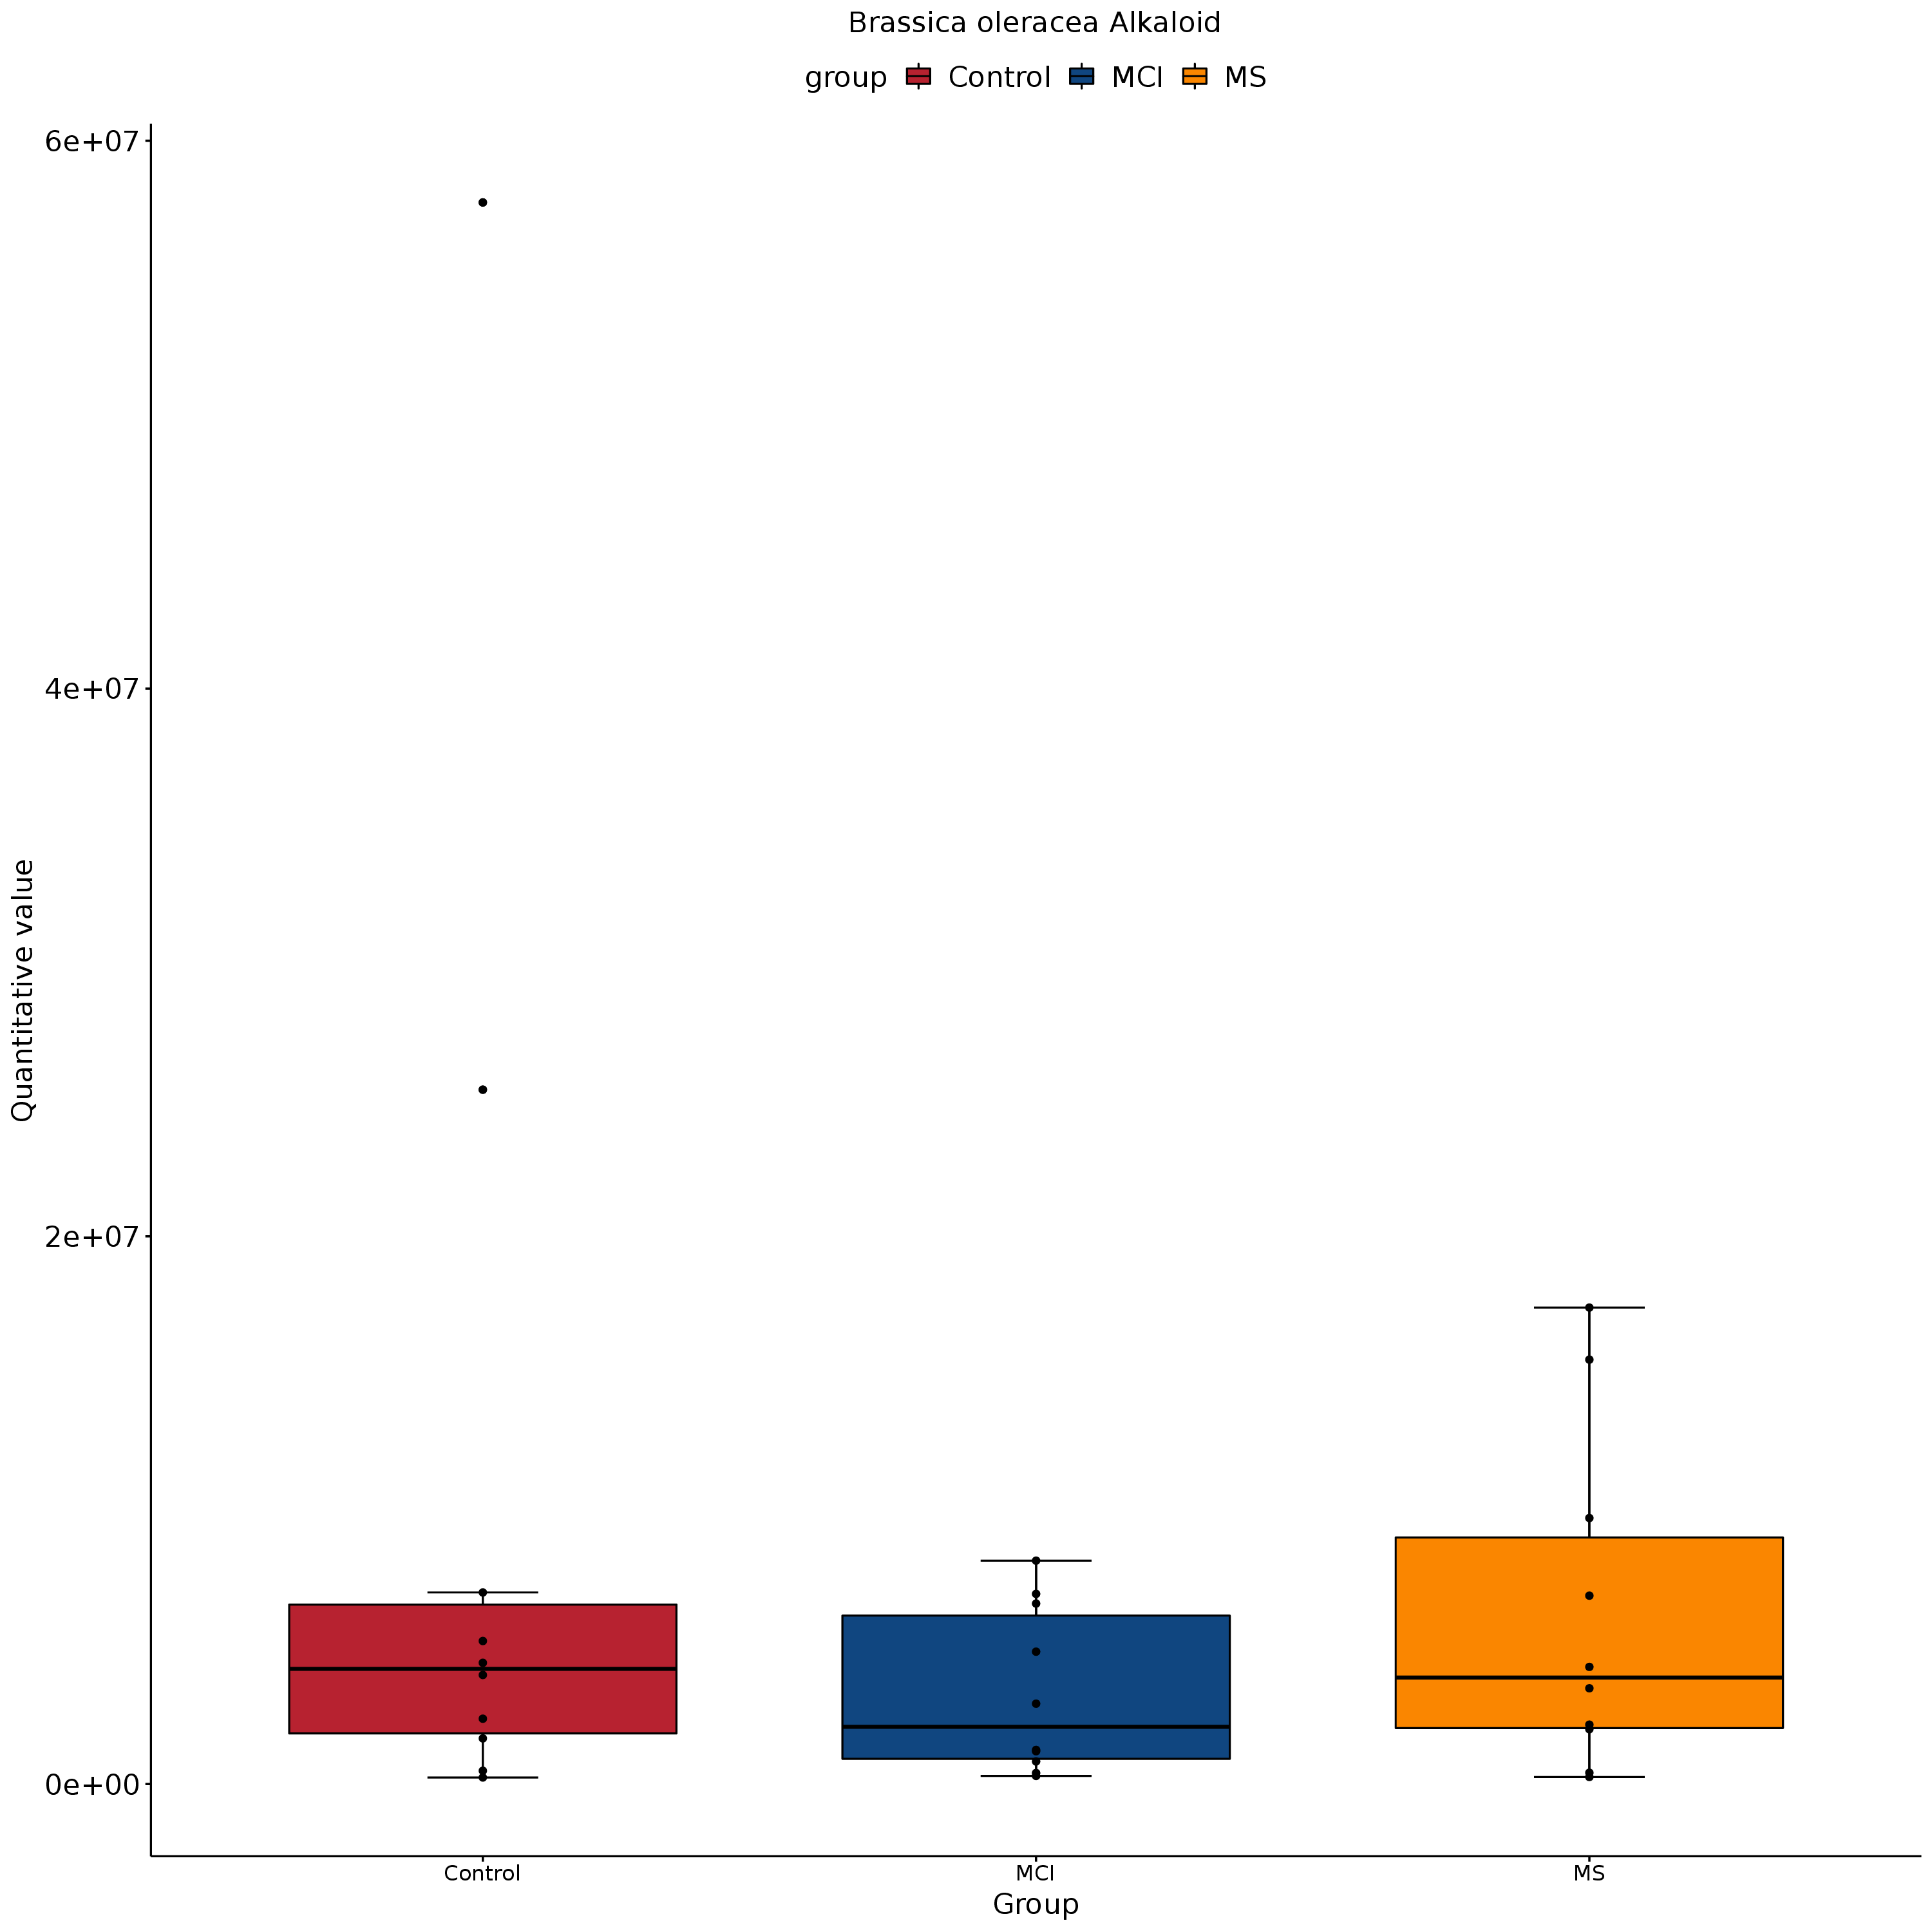 Brassica oleracea Alkaloid
group Control MCI MS
6e+07
4e+07
2e+07
0e+00
Quantitative value
Control MCI MS
Group